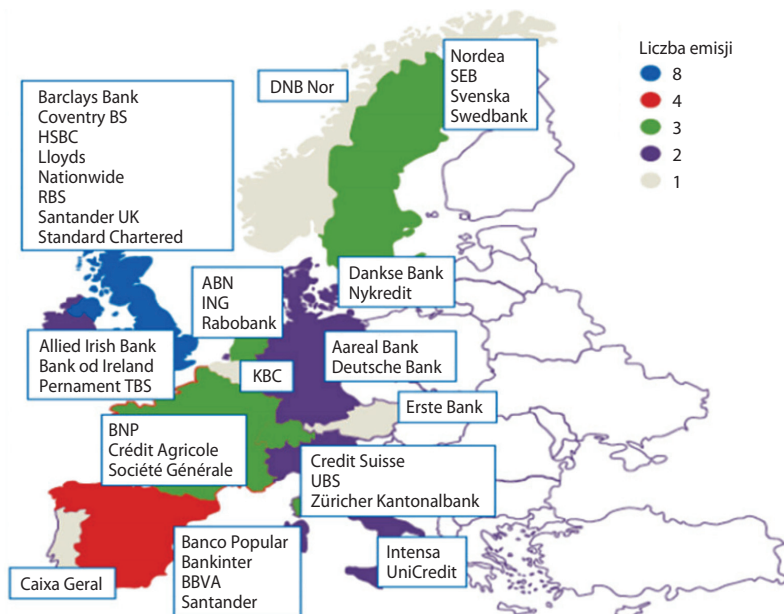 Liczba emisji
8
4
3
2
1
Nordea
SEB
Svenska
Swedbank
DNB Nor
Barclays Bank
Coventry BS
HSBC
Lloyds
Nationwide
RBS
Santander UK
Standard Chartered
ABN
ING
Rabobank
Dankse Bank
Nykredit
Allied Irish Bank
Bank od Ireland
Pernament TBS
KBC
Aareal Bank
Deutsche Bank
Erste Bank
BNP
Crédit Agricole
Société Générale
Credit Suisse
UBS
Züricher Kantonalbank
Banco Popular
Bankinter
BBVA
Santander
Intensa
UniCredit
Caixa Geral